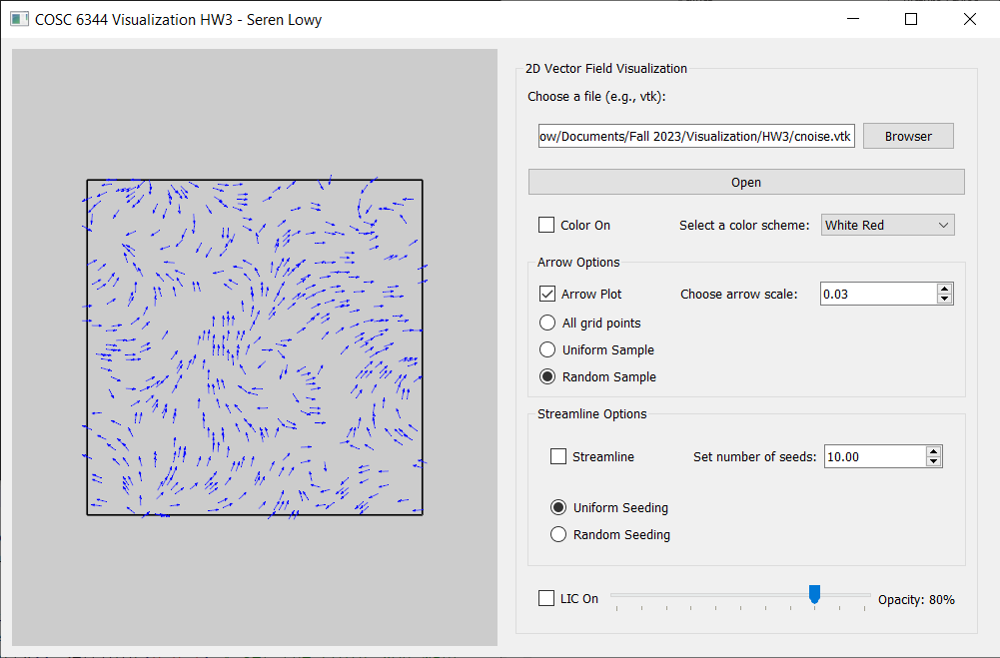 COSC 6344 Visualization HW3 - Seren Lowy
2D Vector Field Visualization
Choose a file (e.g., vtk):
ow/Documents/Fall 2023/Visualization/HW3/cnoise.vtk Browser
Open
Color On Select a color scheme: White Red
Arrow Options
Arrow Plot Choose arrow scale: 0.03
All grid points
Uniform Sample
Random Sample
Streamline Options
Streamline Set number of seeds: 10.00
Uniform Seeding
Random Seeding
LIC On Opacity: 80%